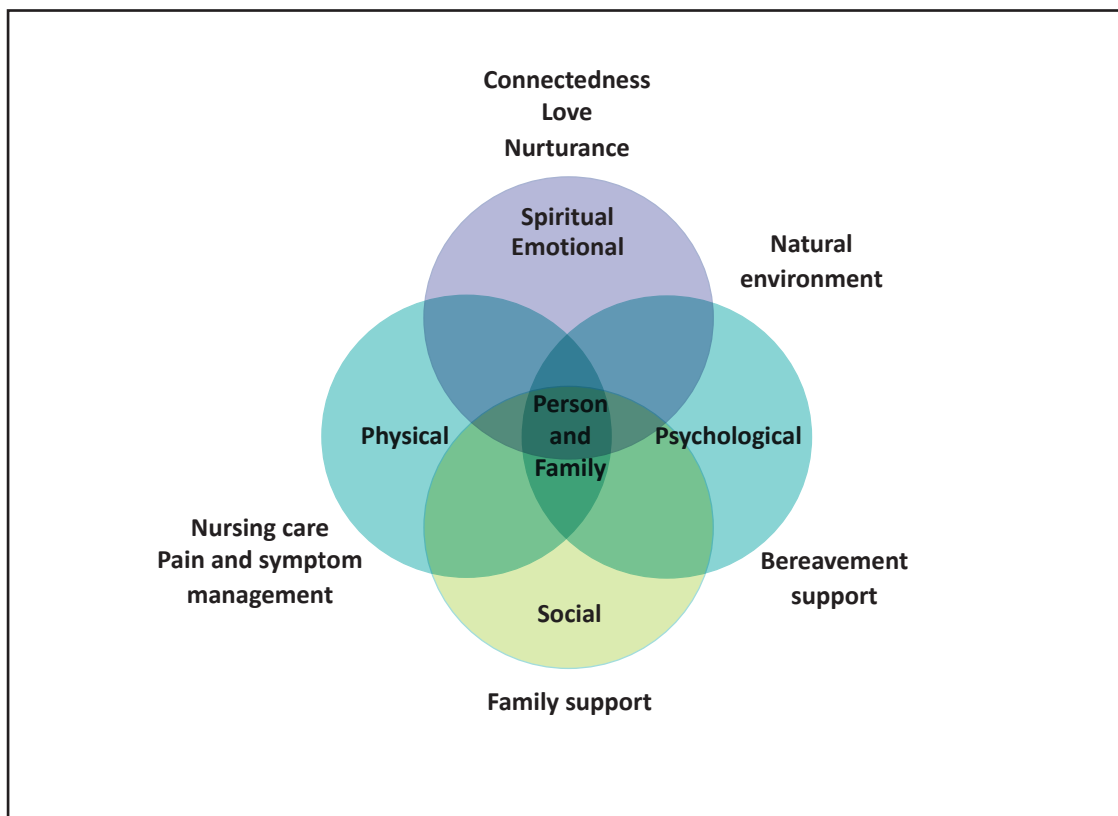 Connectedness
Love
Nurturance
Spiritual
Emotional
Natural
environment
Person
and
Family
Physical
Psychological
Nursing care
Pain and symptom
management
Bereavement
support
Social
Family support